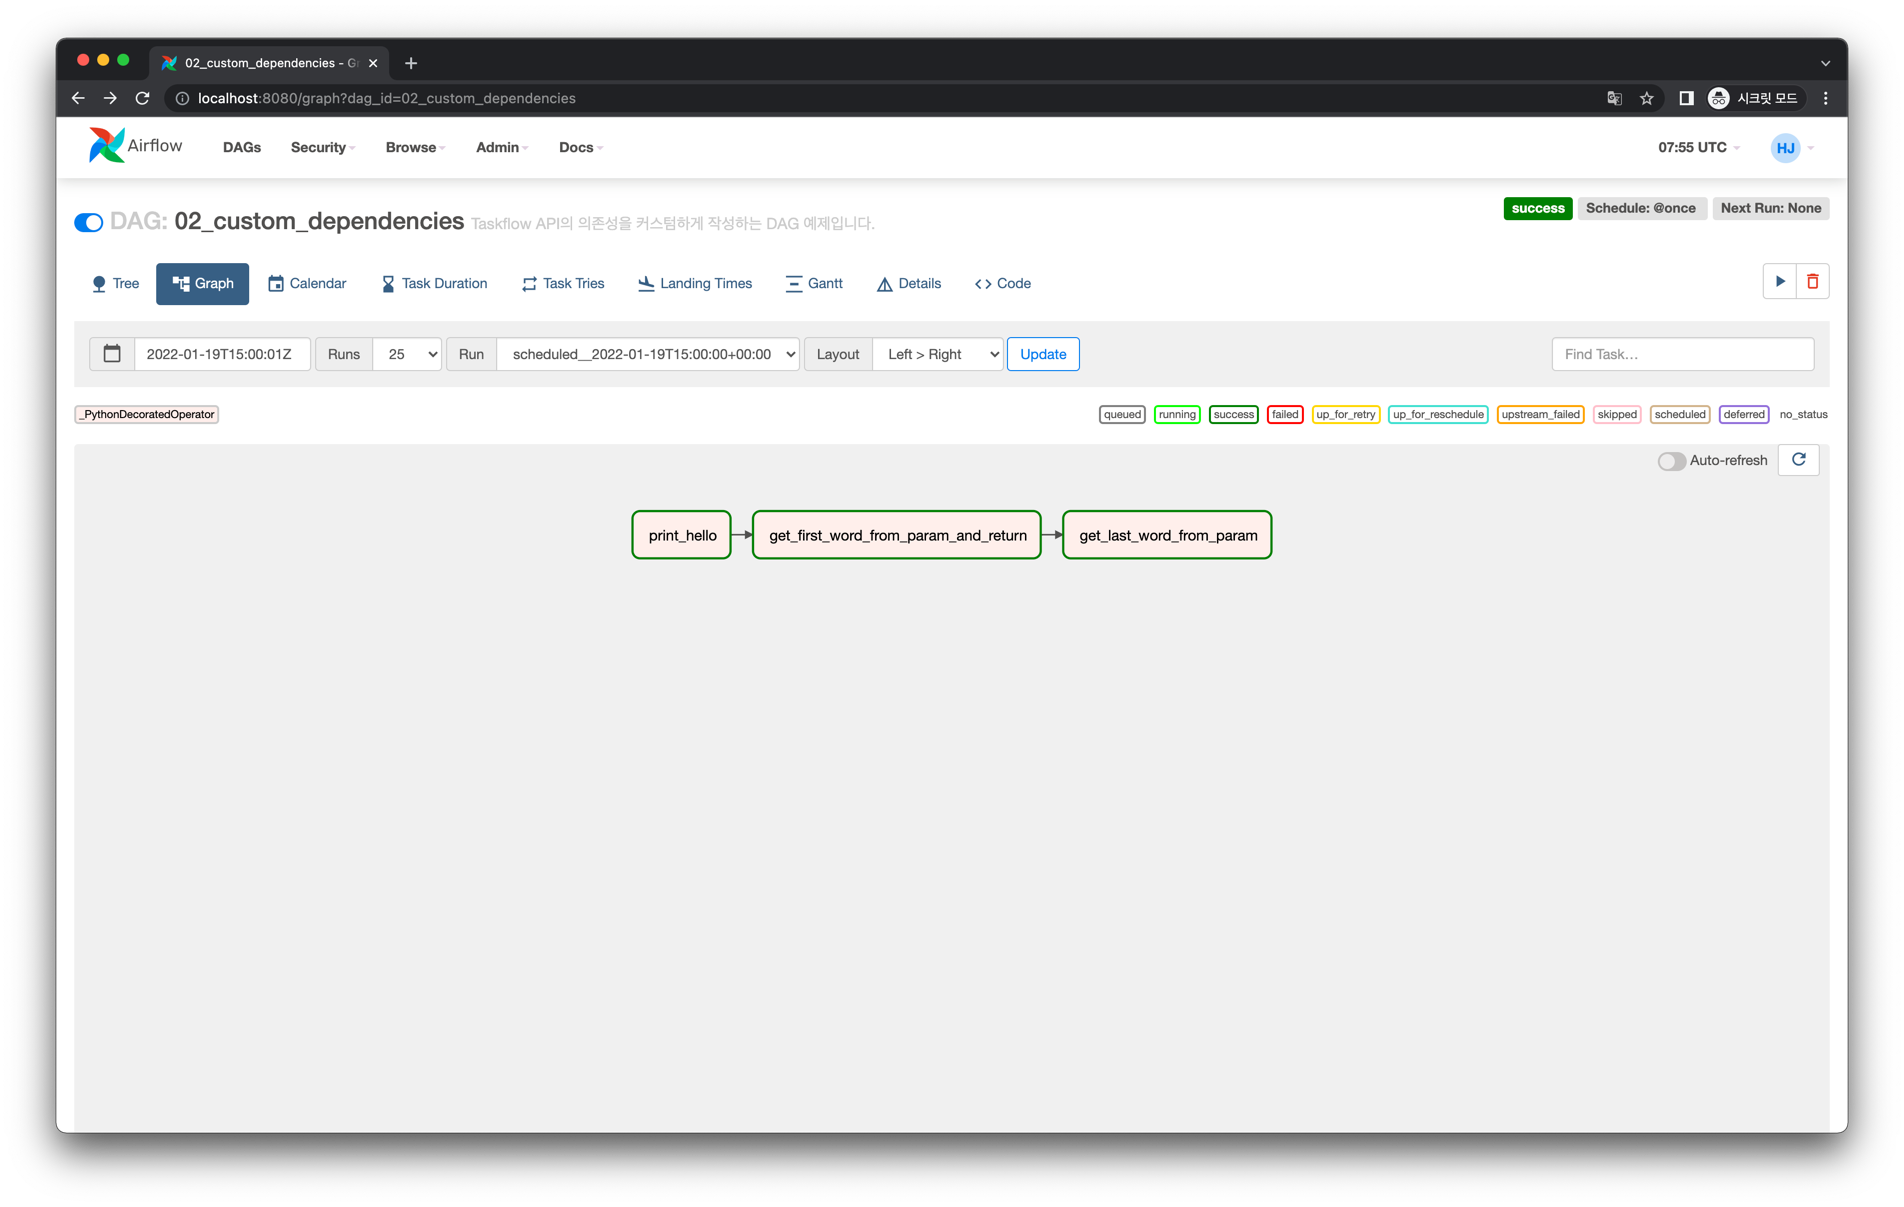 02_custom_dependencies - G
localhost:8080/graph?dag_id=02_custom_dependencies
시크릿 모드
Airflow
DAGs
Security
Browse
Admin
Docs
07:55 UTC
HJ
DAG: 02_custom_dependencies Taskflow API의 의존성을 커스텀하게 작성하는 DAG 예제입니다.
success
Schedule: @once
Next Run: None
Tree
Graph
Calendar
Task Duration
Task Tries
Landing Times
Gantt
Details
Code
2022-01-19T15:00:01Z
Runs
25
Run
scheduled__2022-01-19T15:00:00+00:00
Layout
Left > Right
Update
Find Task...
_PythonDecoratedOperator
queued
running
success
failed
up_for_retry
up_for_reschedule
upstream_failed
skipped
scheduled
deferred
no_status
Auto-refresh
print_hello
get_first_word_from_param_and_return
get_last_word_from_param